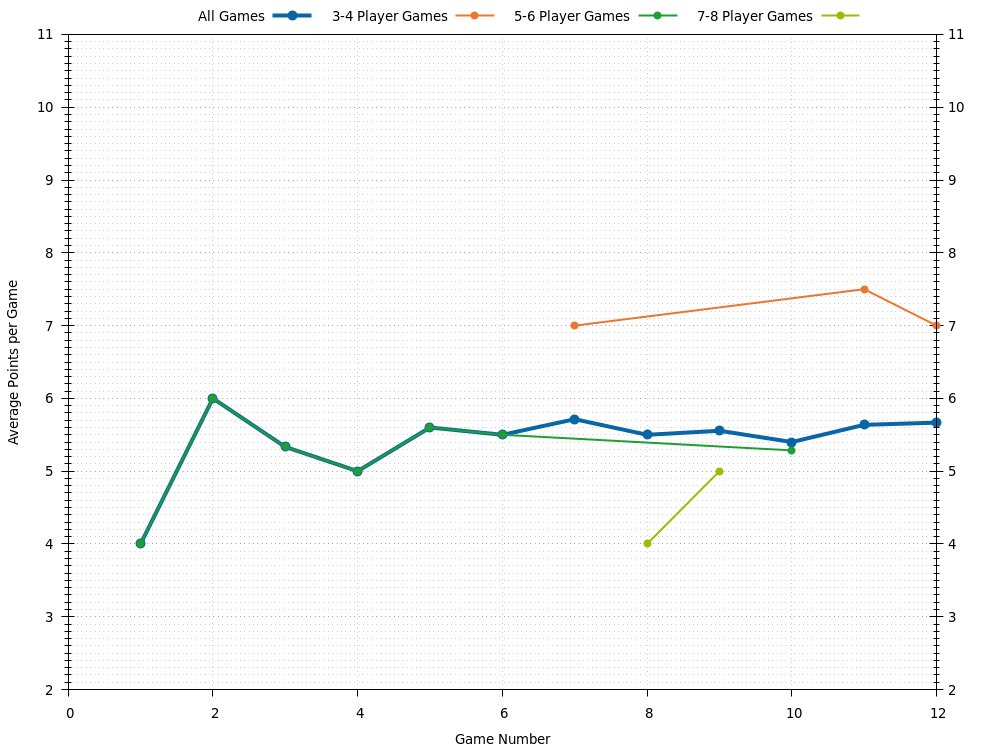 All Games 3-4 Player Games 5-6 Player Games 7-8 Player Games
11 11
10 10
9 9
8 8
7 7
6 6
5 5
4 4
3 3
2 2
Average Points per Game
0 2 4 6 8 10 12
Game Number